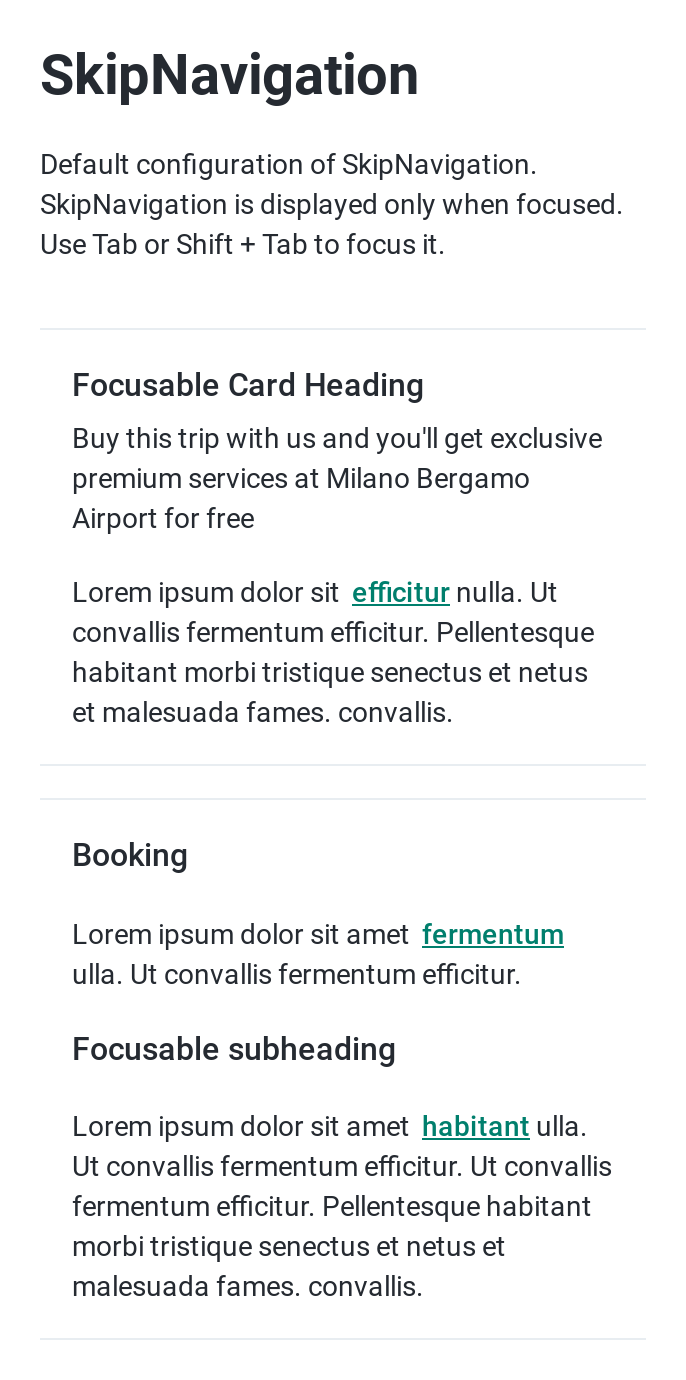 SkipNavigation
Default configuration of SkipNavigation.
SkipNavigation is displayed only when focused.
Use Tab or Shift + Tab to focus it.
Focusable Card Heading
Buy this trip with us and you'll get exclusive
premium services at Milano Bergamo
Airport for free
Lorem ipsum dolor sit efficitur nulla. Ut
convallis fermentum efficitur. Pellentesque
habitant morbi tristique senectus et netus
et malesuada fames. convallis.
Booking
Lorem ipsum dolor sit amet fermentum
ulla. Ut convallis fermentum efficitur.
Focusable subheading
Lorem ipsum dolor sit amet habitant ulla.
Ut convallis fermentum efficitur. Ut convallis
fermentum efficitur. Pellentesque habitant
morbi tristique senectus et netus et
malesuada fames. convallis.